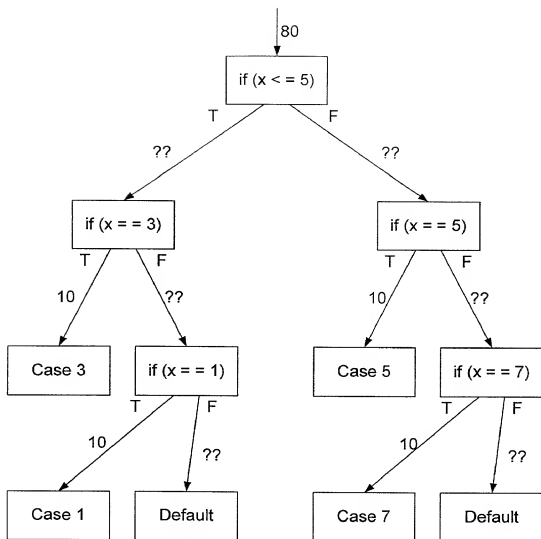 80
if (x < = 5)
T F
?? ??
if (x = = 3) if (x = = 5)
T F T F
10 ?? 10 ??
Case 3 if (x = = 1) Case 5 if (x = = 7)
T F T F
10 ?? 10 ??
Case 1 Default Case 7 Default